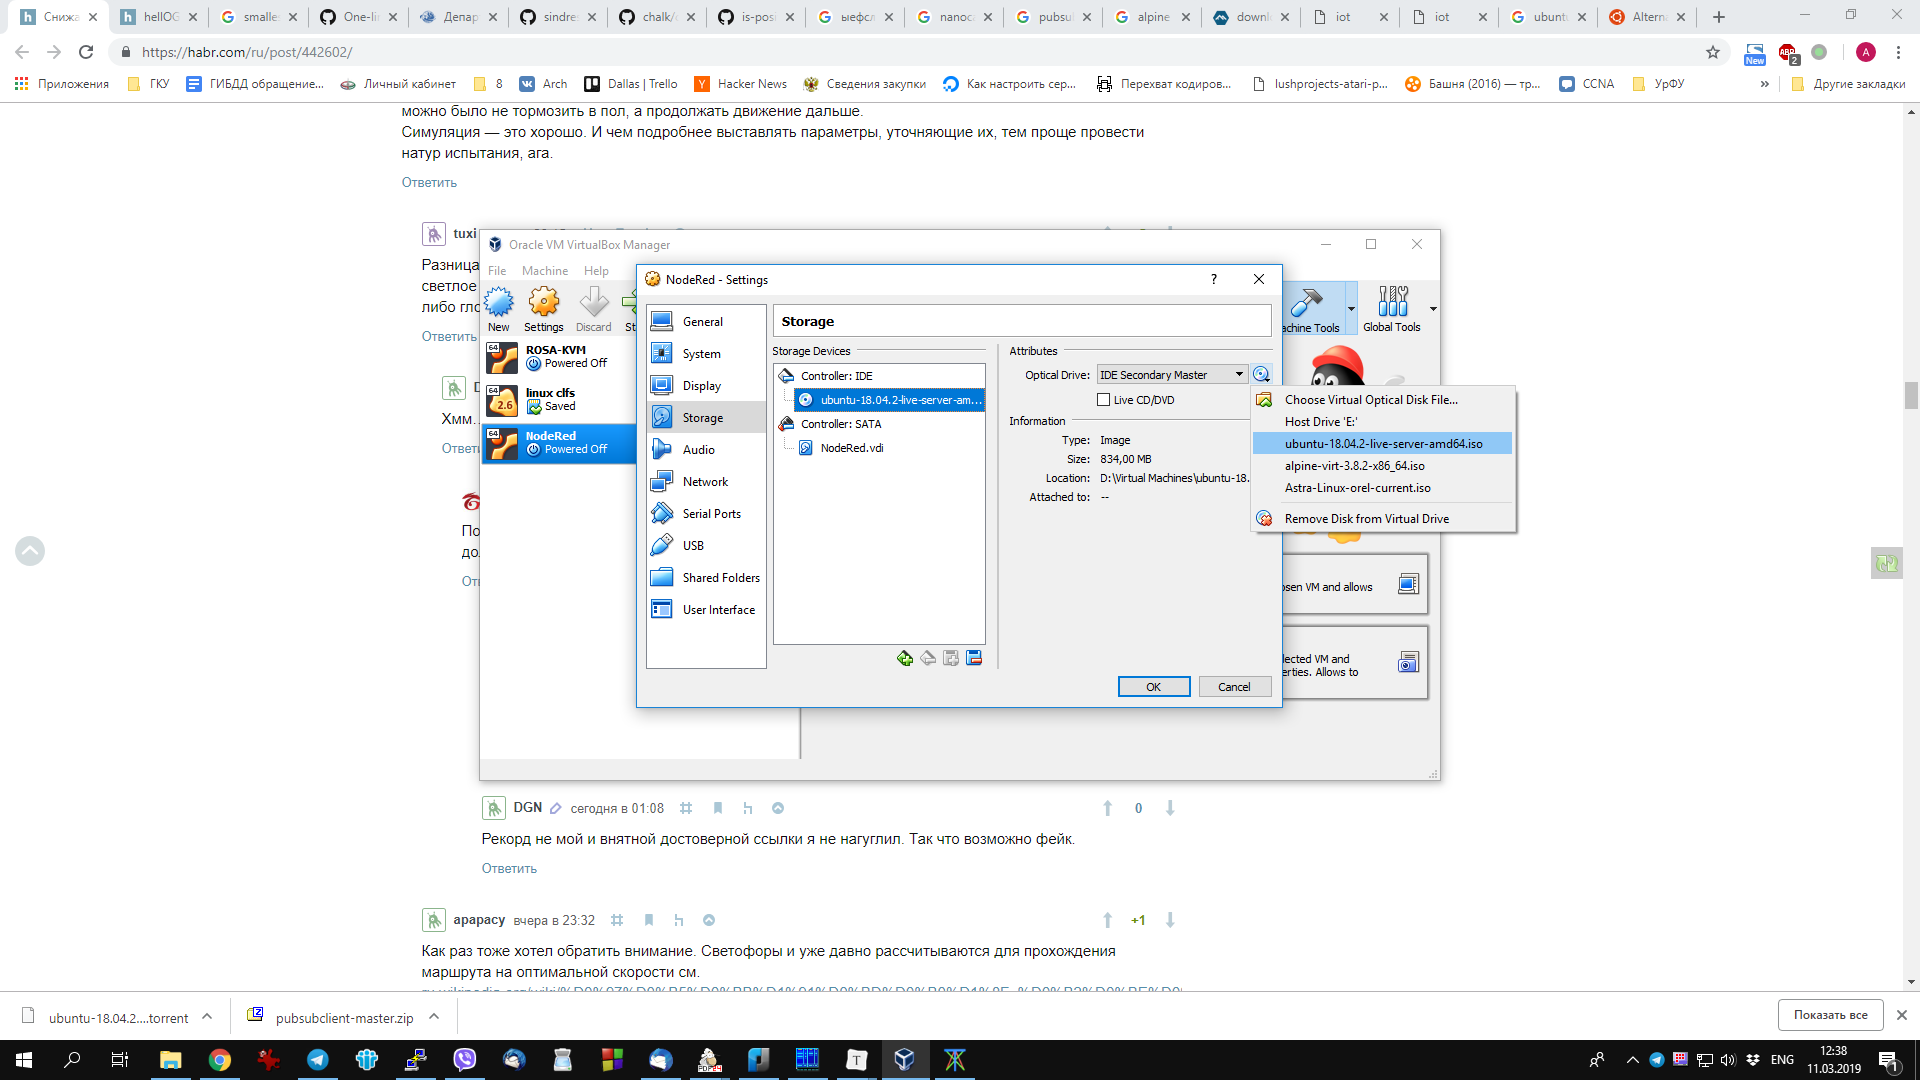 Снижа
hellOG
smalle
One-li
Депар
sindre
chalk/
is-pos
ыефсл
nanoc
pubsu
alpine
downl
iot
iot
ubunt
Altern
https://habr.com/ru/post/442602/
New
ABP
2
A
Приложения
ГКУ
ГИБДД обращение...
Личный кабинет
8
Arch
Dallas | Trello
Hacker News
Сведения закупки
Как настроить сер...
Перехват кодиров...
lushprojects-atari-p...
Башня (2016) — тр...
CCNA
УрФУ
»
Другие закладки
можно было не тормозить в пол, а продолжать движение дальше.
Симуляция — это хорошо. И чем подробнее выставлять параметры, уточняющие их, тем проще провести
натур испытания, ага.
Ответить
tuxi
Разница
светлое
либо гло
Ответить
Хмм.
Ответи
По
дол
От
Oracle VM VirtualBox Manager
File Machine Help
New
Settings
Discard
St
achine Tools
Global Tools
64
ROSA-KVM
Powered Off
64
2.6
linux clfs
Saved
64
NodeRed
Powered Off
osen VM and allows
lected VM and
erties. Allows to
NodeRed - Settings
?
General
System
Display
Storage
Audio
Network
Serial Ports
USB
Shared Folders
User Interface
Storage
Storage Devices
Controller: IDE
ubuntu-18.04.2-live-server-am...
Controller: SATA
NodeRed.vdi
Attributes
Optical Drive: IDE Secondary Master
Live CD/DVD
Information
Type: Image
Size: 834,00 MB
Location: D:\Virtual Machines\ubuntu-18.
Attached to: --
OK
Cancel
Choose Virtual Optical Disk File...
Host Drive 'E:'
ubuntu-18.04.2-live-server-amd64.iso
alpine-virt-3.8.2-x86_64.iso
Astra-Linux-orel-current.iso
Remove Disk from Virtual Drive
DGN сегодня в 01:08
0
Рекорд не мой и внятной достоверной ссылки я не нагуглил. Так что возможно фейк.
Ответить
apapacy вчера в 23:32
+1
Как раз тоже хотел обратить внимание. Светофоры и уже давно рассчитываются для прохождения
маршрута на оптимальной скорости см.
ubuntu-18.04.2....torrent
pubsubclient-master.zip
Показать все
ENG
12:38
11.03.2019
1